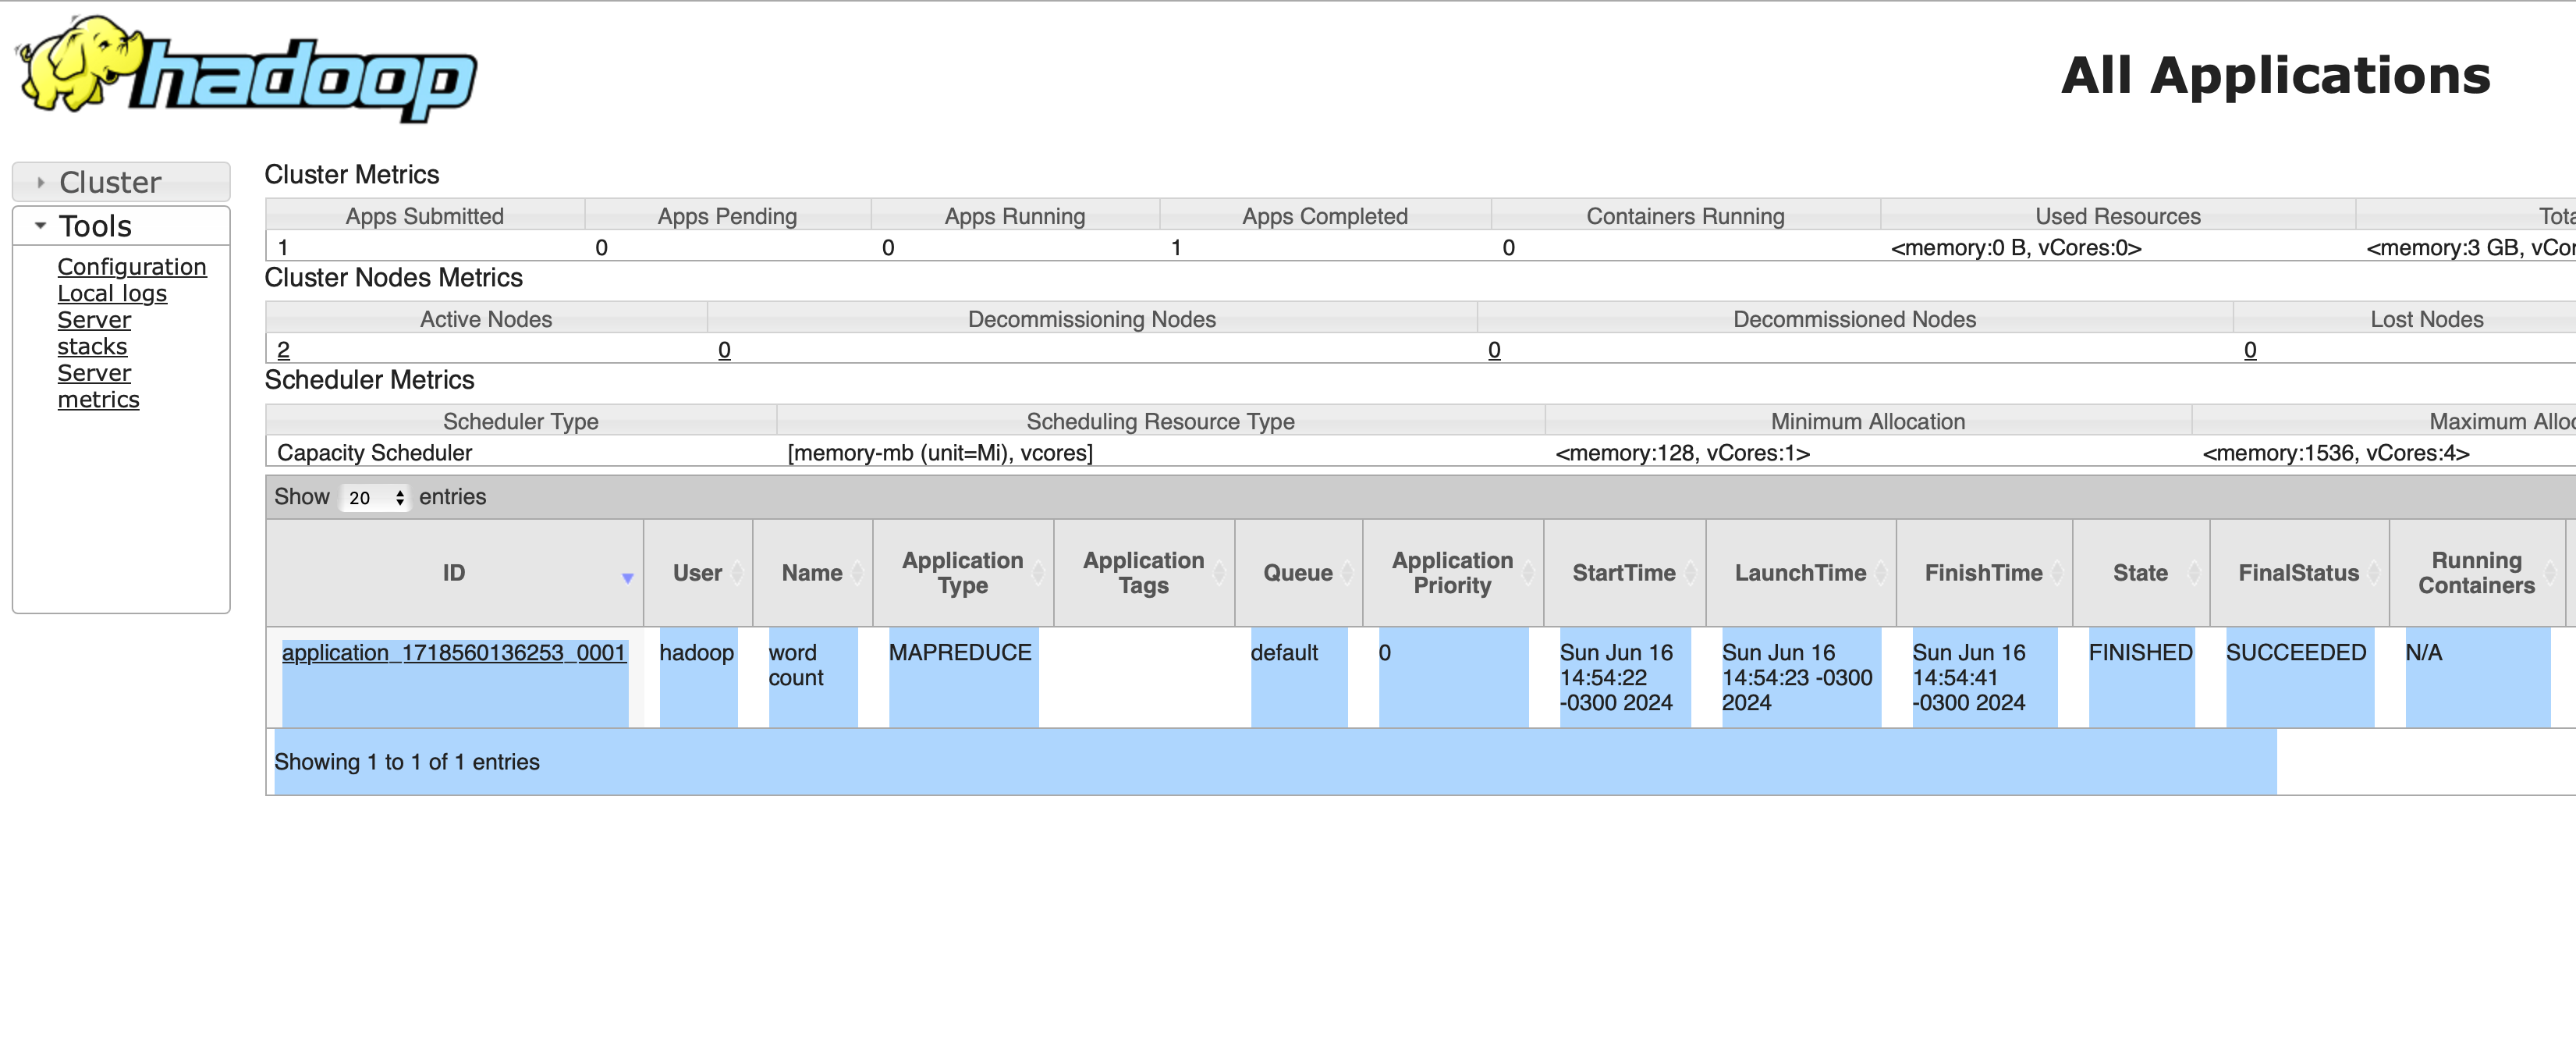 hadoop
All Applications
Cluster
Tools
Configuration
Local logs
Server
stacks
Server
metrics
Cluster Metrics
Apps Submitted Apps Pending Apps Running Apps Completed Containers Running Used Resources Tota
1 0 0 1 0 <memory:0 B, vCores:0> <memory:3 GB, vCor
Cluster Nodes Metrics
Active Nodes Decommissioning Nodes Decommissioned Nodes Lost Nodes
2 0 0 0
Scheduler Metrics
Scheduler Type Scheduling Resource Type Minimum Allocation Maximum Alloc
Capacity Scheduler [memory-mb (unit=Mi), vcores] <memory:128, vCores:1> <memory:1536, vCores:4>
Show 20 entries
ID User Name Application Type Application Tags Queue Application Priority StartTime LaunchTime FinishTime State FinalStatus Running Containers
application_1718560136253_0001 hadoop word count MAPREDUCE default 0 Sun Jun 16 14:54:22 -0300 2024 Sun Jun 16 14:54:23 -0300 2024 Sun Jun 16 14:54:41 -0300 2024 FINISHED SUCCEEDED N/A
Showing 1 to 1 of 1 entries